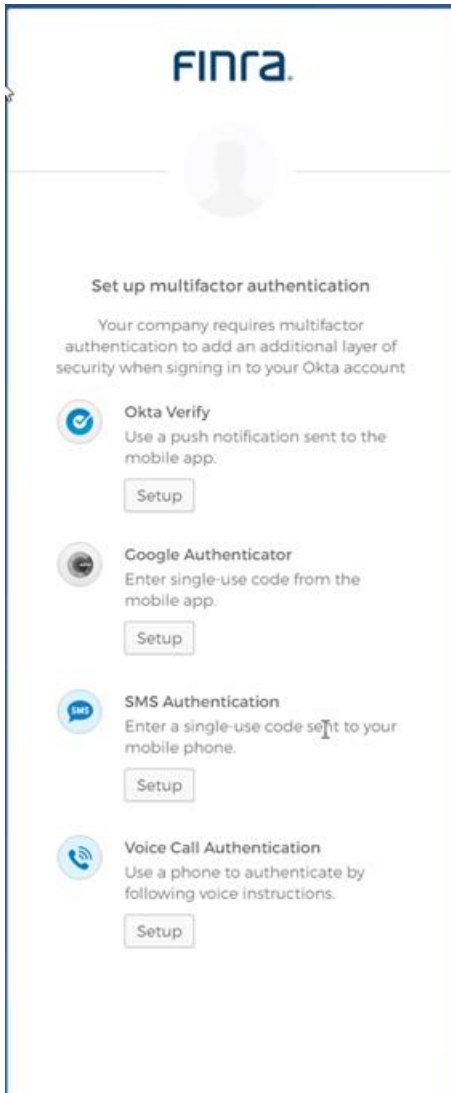 FINRA.
Set up multifactor authentication
Your company requires multifactor
authentication to add an additional layer of
security when signing in to your Okta account
Okta Verify
Use a push notification sent to the
mobile app.
Setup
Google Authenticator
Enter single-use code from the
mobile app.
Setup
SMS
SMS Authentication
Enter a single-use code sent to your
mobile phone.
Setup
Voice Call Authentication
Use a phone to authenticate by
following voice instructions.
Setup